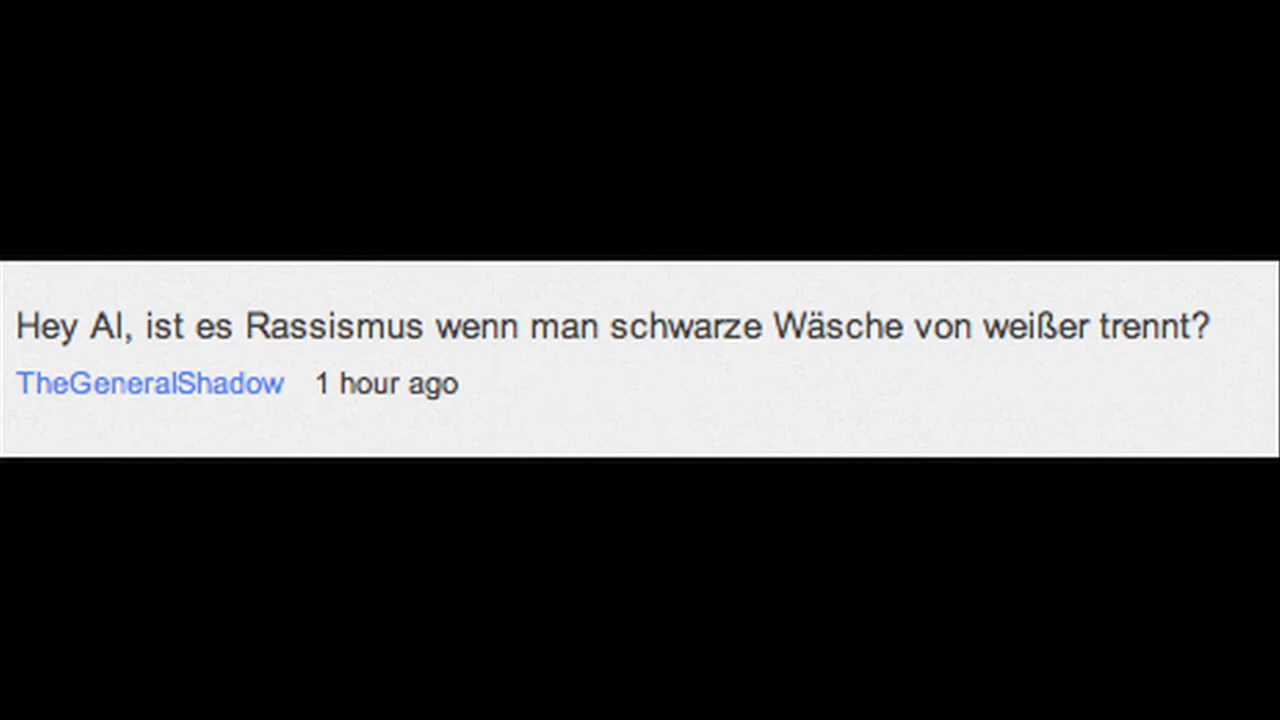 Hey Al, ist es Rassismus wenn man schwarze Wäsche von weißer trennt?
TheGeneralShadow 1 hour ago